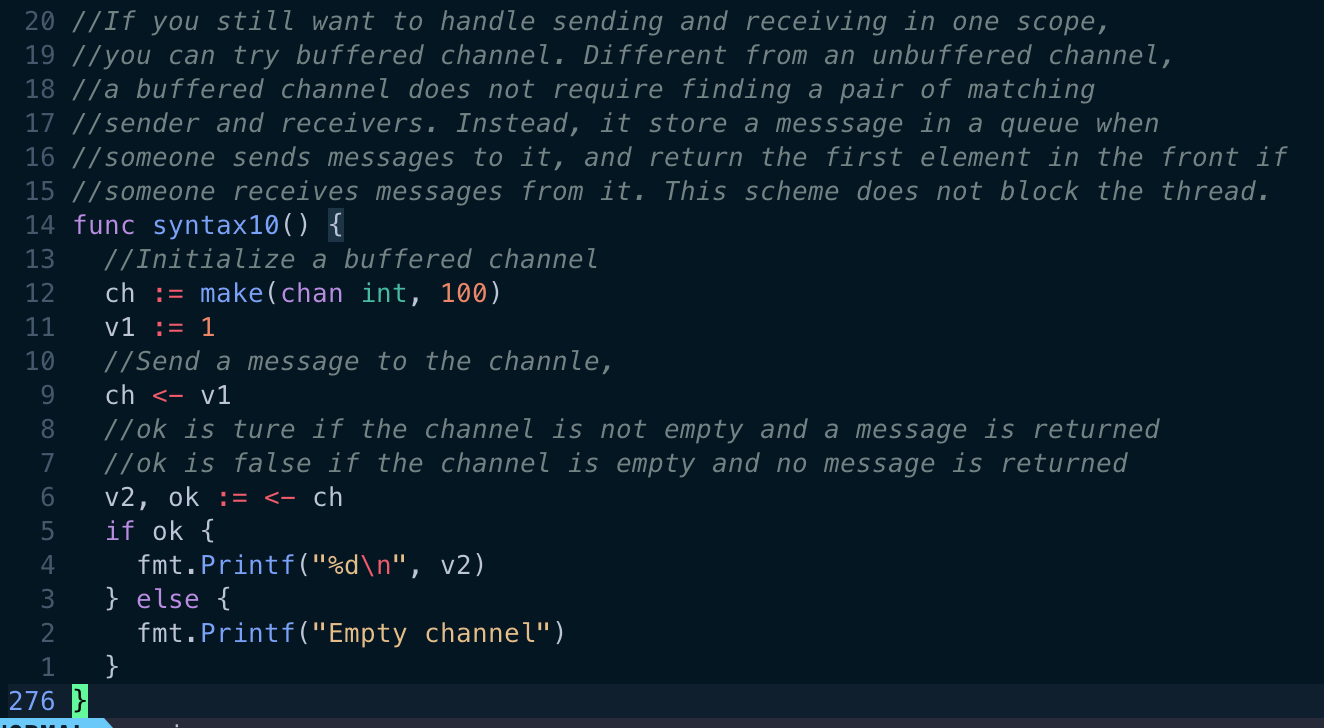 20 //If you still want to handle sending and receiving in one scope,
19 //you can try buffered channel. Different from an unbuffered channel,
18 //a buffered channel does not require finding a pair of matching
17 //sender and receivers. Instead, it store a messsage in a queue when
16 //someone sends messages to it, and return the first element in the front if
15 //someone receives messages from it. This scheme does not block the thread.
14 func syntax10() {
13   //Initialize a buffered channel
12   ch := make(chan int, 100)
11   v1 := 1
10   //Send a message to the channle,
9   ch <- v1
8   //ok is ture if the channel is not empty and a message is returned
7   //ok is false if the channel is empty and no message is returned
6   v2, ok := <- ch
5   if ok {
4     fmt.Printf("%d\n", v2)
3   } else {
2     fmt.Printf("Empty channel")
1   }
276 }